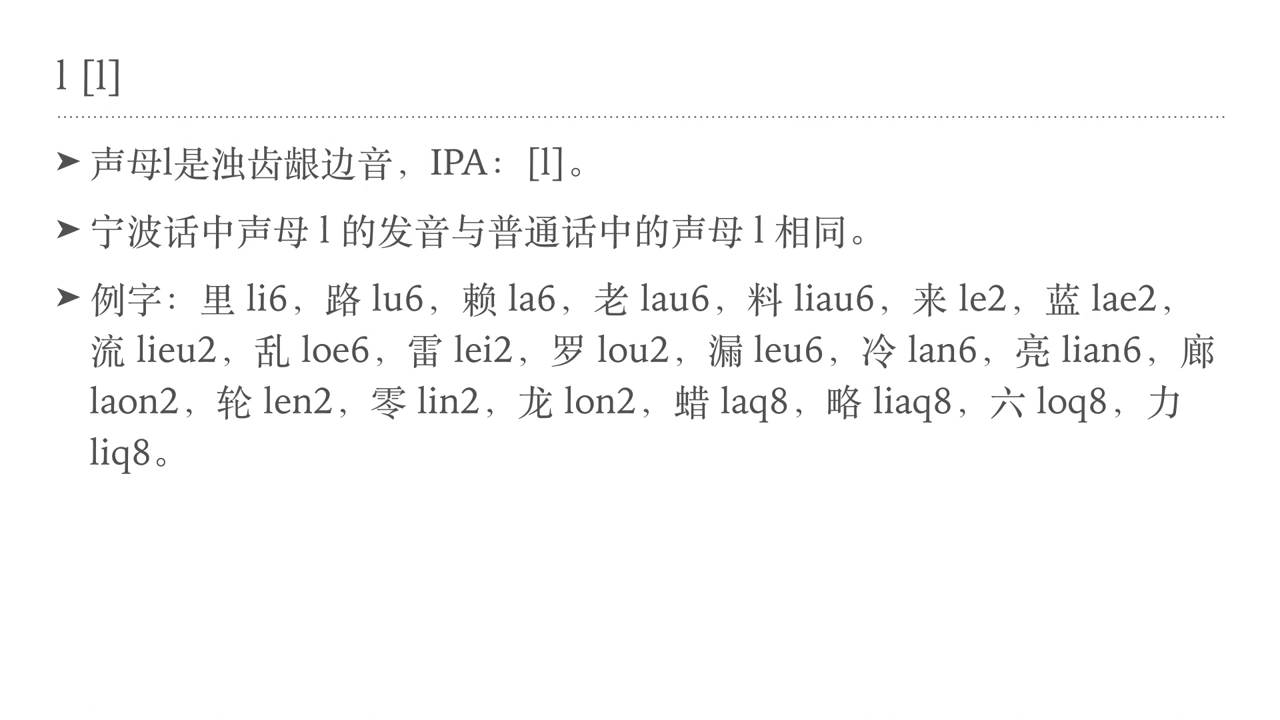 l [l]
➤ 声母l是浊齿龈边音，IPA：[l]。
➤ 宁波话中声母 l 的发音与普通话中的声母 l 相同。
➤ 例字：里 li6，路 lu6，赖 la6，老 lau6，料 liau6，来 le2，蓝 lae2，
流 lieu2，乱 loe6，雷 lei2，罗 lou2，漏 leu6，冷 lan6，亮 lian6，廊
laon2，轮 len2，零 lin2，龙 lon2，蜡 laq8，略 liaq8，六 loq8，力
liq8。